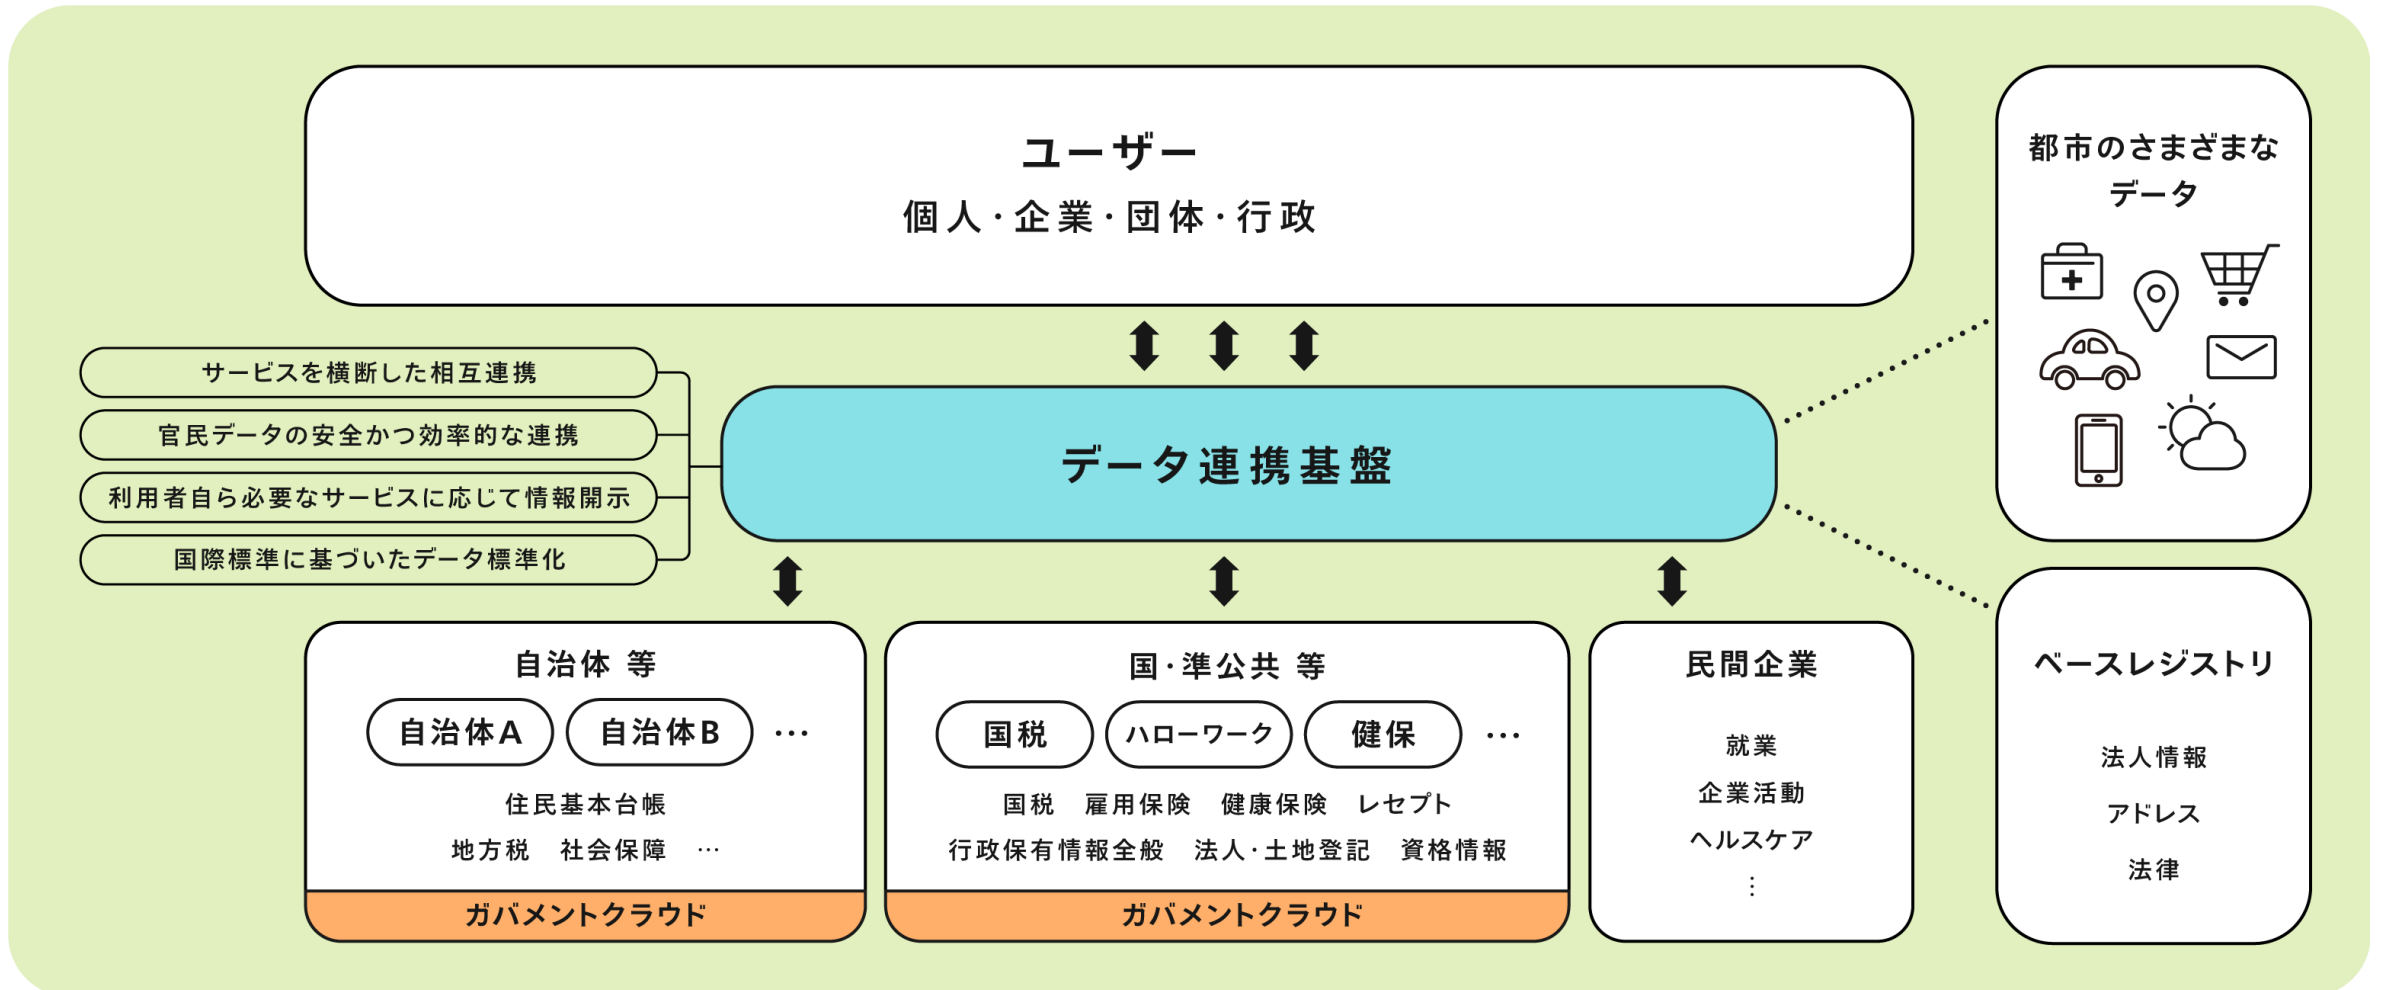 ユーザー
個人・企業・団体・行政
都市のさまざまな
データ
サービスを横断した相互連携
官民データの安全かつ効率的な連携
利用者自ら必要なサービスに応じて情報開示
国際標準に基づいたデータ標準化
データ連携基盤
自治体 等
自治体A 自治体B …
住民基本台帳
地方税 社会保障 …
ガバメントクラウド
国・準公共 等
国税 ハローワーク 健保 …
国税 雇用保険 健康保険 レセプト
行政保有情報全般 法人・土地登記 資格情報
ガバメントクラウド
民間企業
就業
企業活動
ヘルスケア
⋮
ベースレジストリ
法人情報
アドレス
法律